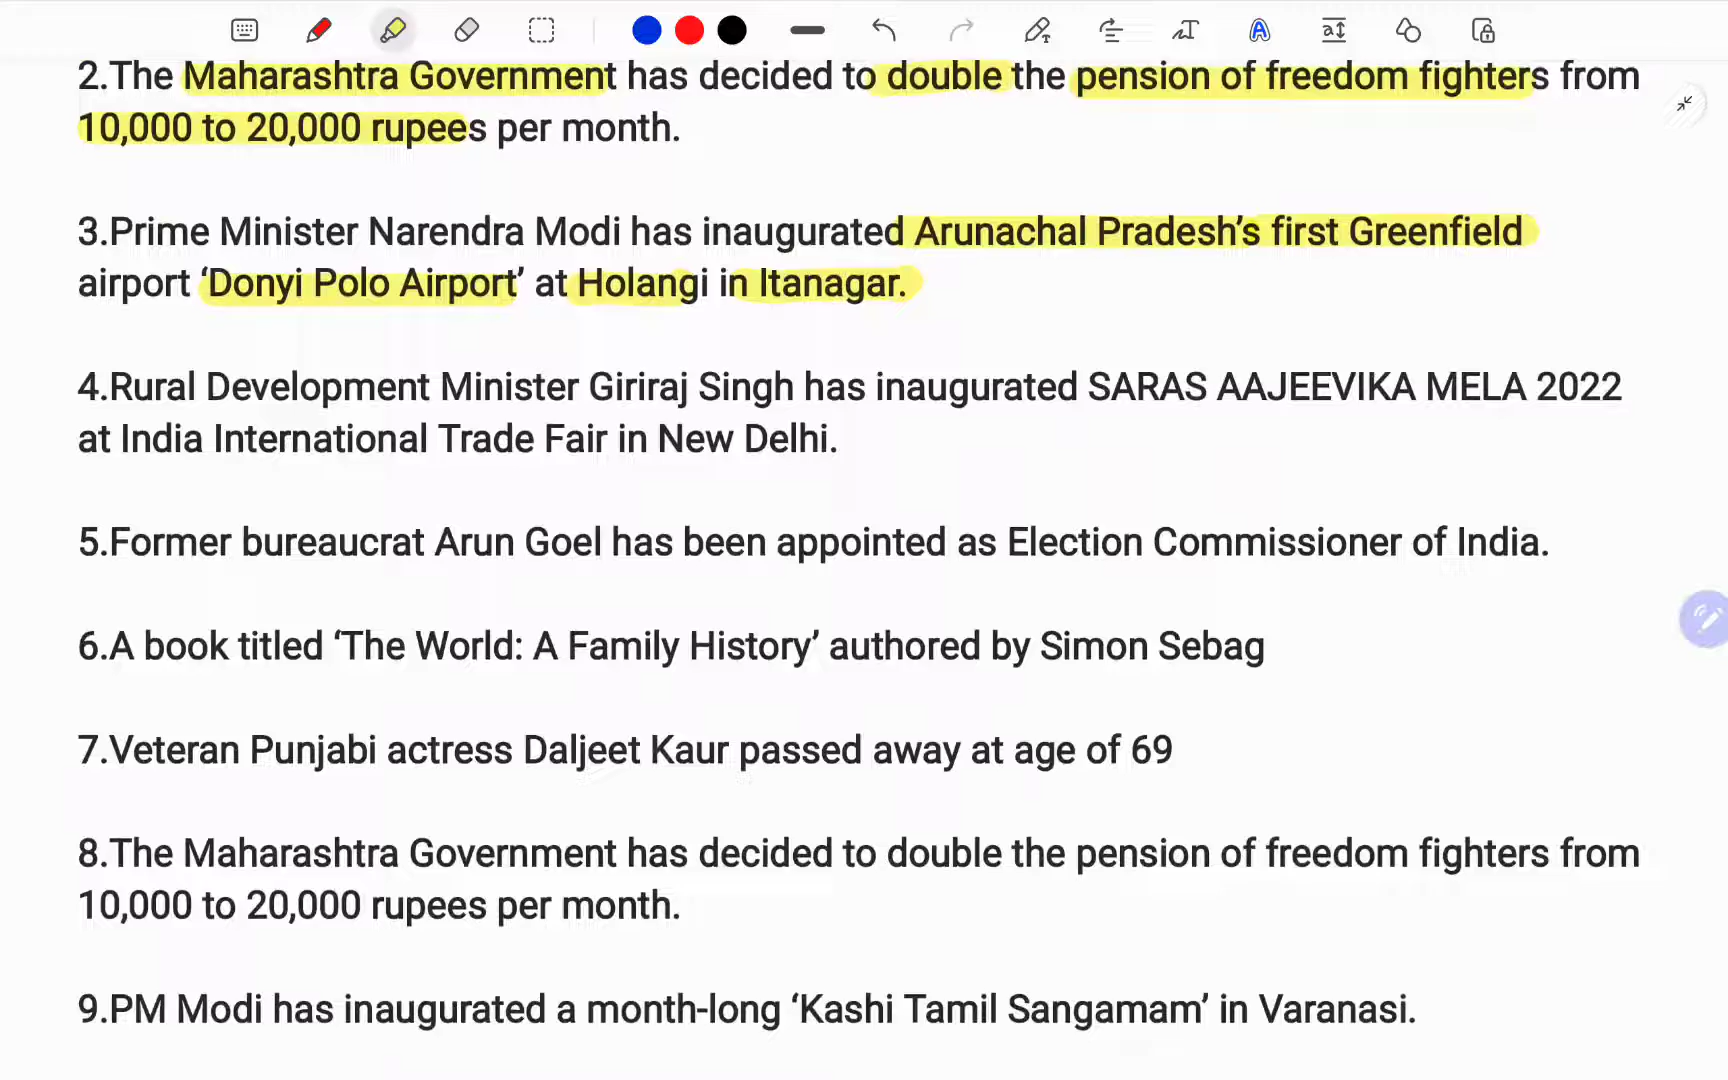 2.The Maharashtra Government has decided to double the pension of freedom fighters from
10,000 to 20,000 rupees per month.
3.Prime Minister Narendra Modi has inaugurated Arunachal Pradesh's first Greenfield
airport ‘Donyi Polo Airport’ at Holangi in Itanagar.
4.Rural Development Minister Giriraj Singh has inaugurated SARAS AAJEEVIKA MELA 2022
at India International Trade Fair in New Delhi.
5.Former bureaucrat Arun Goel has been appointed as Election Commissioner of India.
6.A book titled ‘The World: A Family History’ authored by Simon Sebag
7.Veteran Punjabi actress Daljeet Kaur passed away at age of 69
8.The Maharashtra Government has decided to double the pension of freedom fighters from
10,000 to 20,000 rupees per month.
9.PM Modi has inaugurated a month-long ‘Kashi Tamil Sangamam’ in Varanasi.